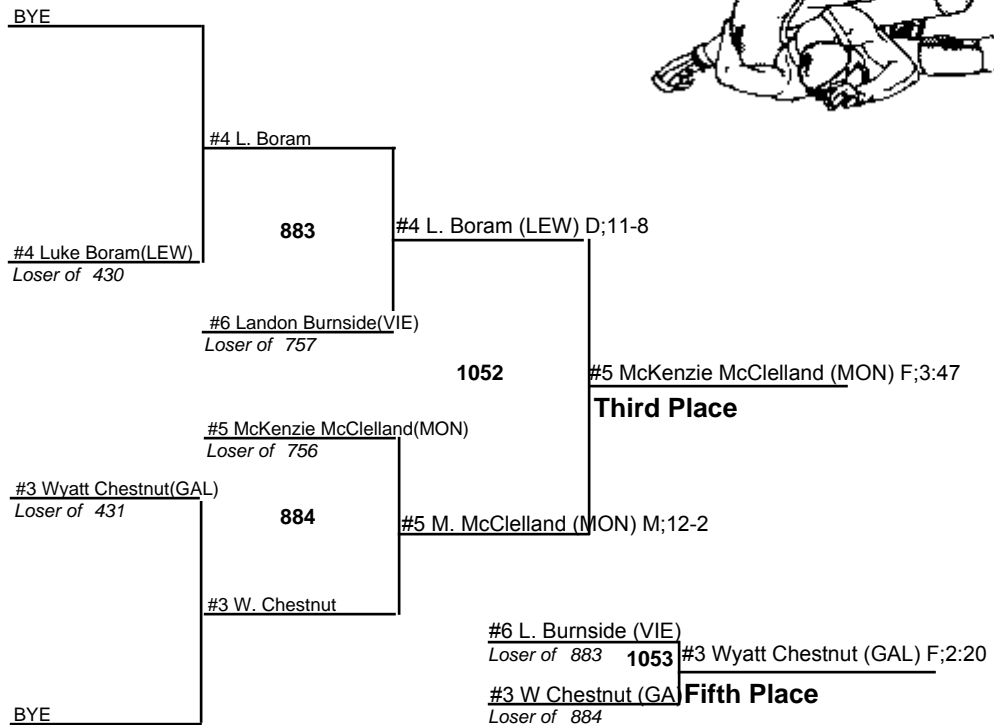 BYE
#4 L. Boram
883
#4 L. Boram (LEW) D;11-8
#4 Luke Boram(LEW)
Loser of 430
#6 Landon Burnside(VIE)
Loser of 757
1052
#5 McKenzie McClelland (MON) F;3:47
Third Place
#5 McKenzie McClelland(MON)
Loser of 756
#3 Wyatt Chestnut(GAL)
Loser of 431
884
#5 M. McClelland (MON) M;12-2
#3 W. Chestnut
#6 L. Burnside (VIE)
Loser of 883
1053
#3 Wyatt Chestnut (GAL) F;2:20
#3 W Chestnut (GA
Fifth Place
Loser of 884
BYE